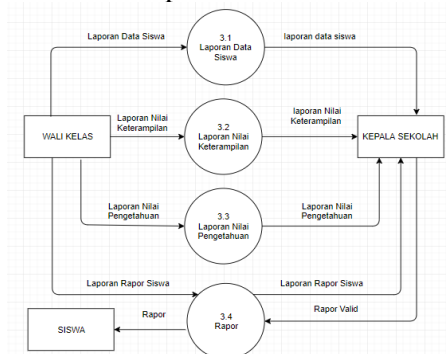 Laporan Data Siswa
3.1
Laporan Data
Siswa
laporan data siswa
Laporan Nilai
Keterampilan
laporan Nilai
Keterampilan
WALI KELAS
3.2
Laporan Nilai
Keterampilan
KEPALA SEKOLAH
Laporan Nilai
Pengetahuan
3.3
Laporan Nilai
Pengetahuan
Laporan Nilai
Pengetahuan
Laporan Rapor Siswa
Laporan Rapor Siswa
SISWA
Rapor
3.4
Rapor
Rapor Valid